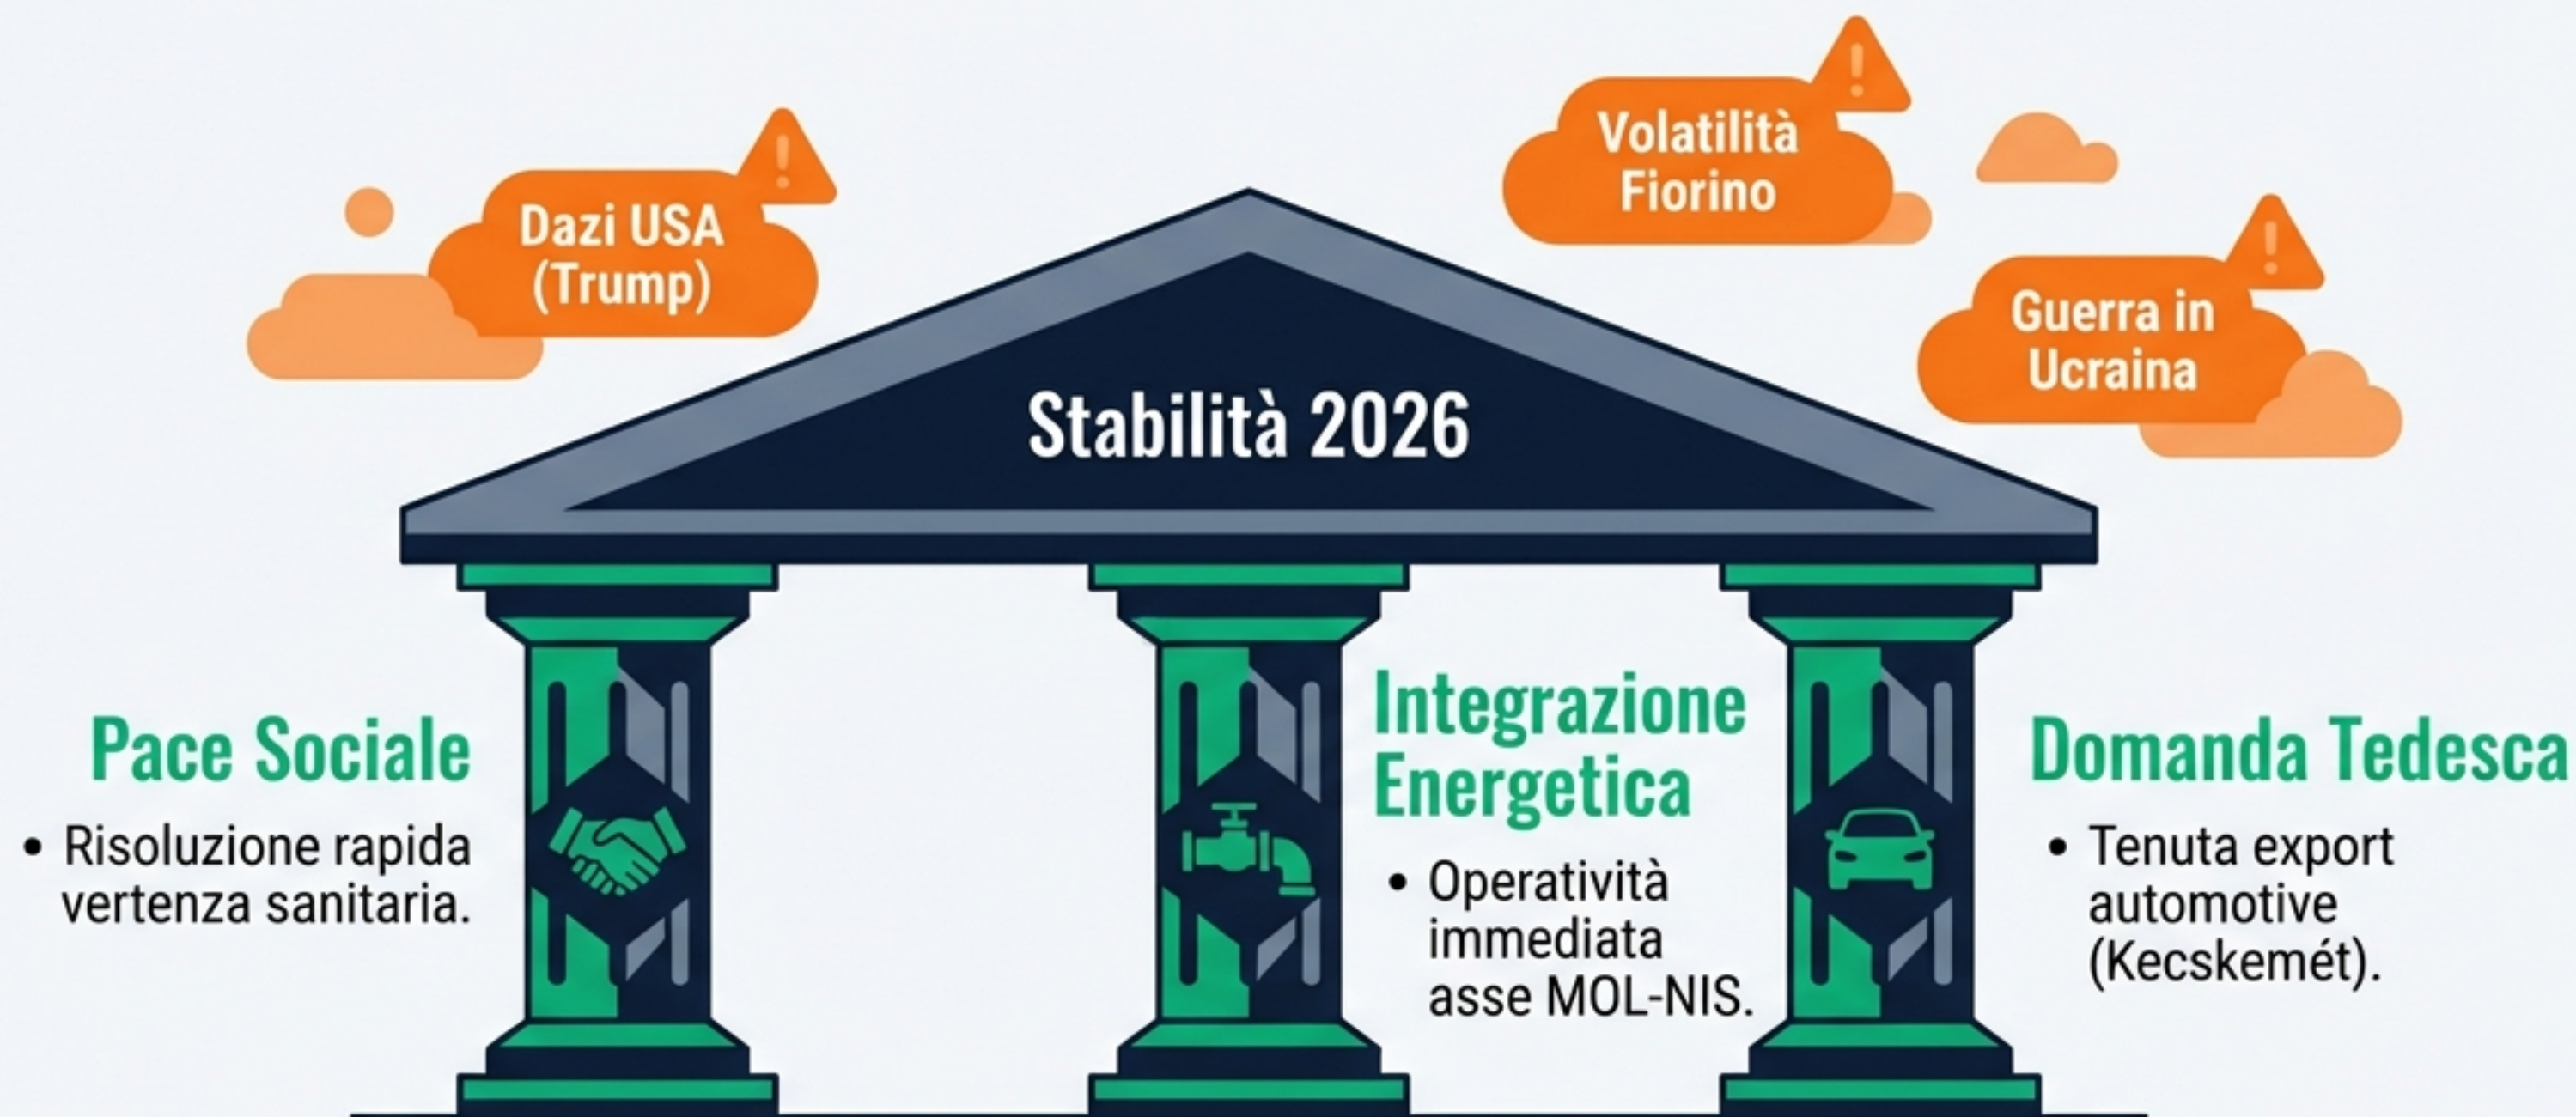 Dazi USA
(Trump)
Volatilità
Fiorino
Guerra in
Ucraina
Stabilità 2026
Pace Sociale
• Risoluzione rapida
vertenza sanitaria.
Integrazione
Energetica
• Operatività
immediata
asse MOL-NIS.
Domanda Tedesca
• Tenuta export
automotive
(Kecskemét).